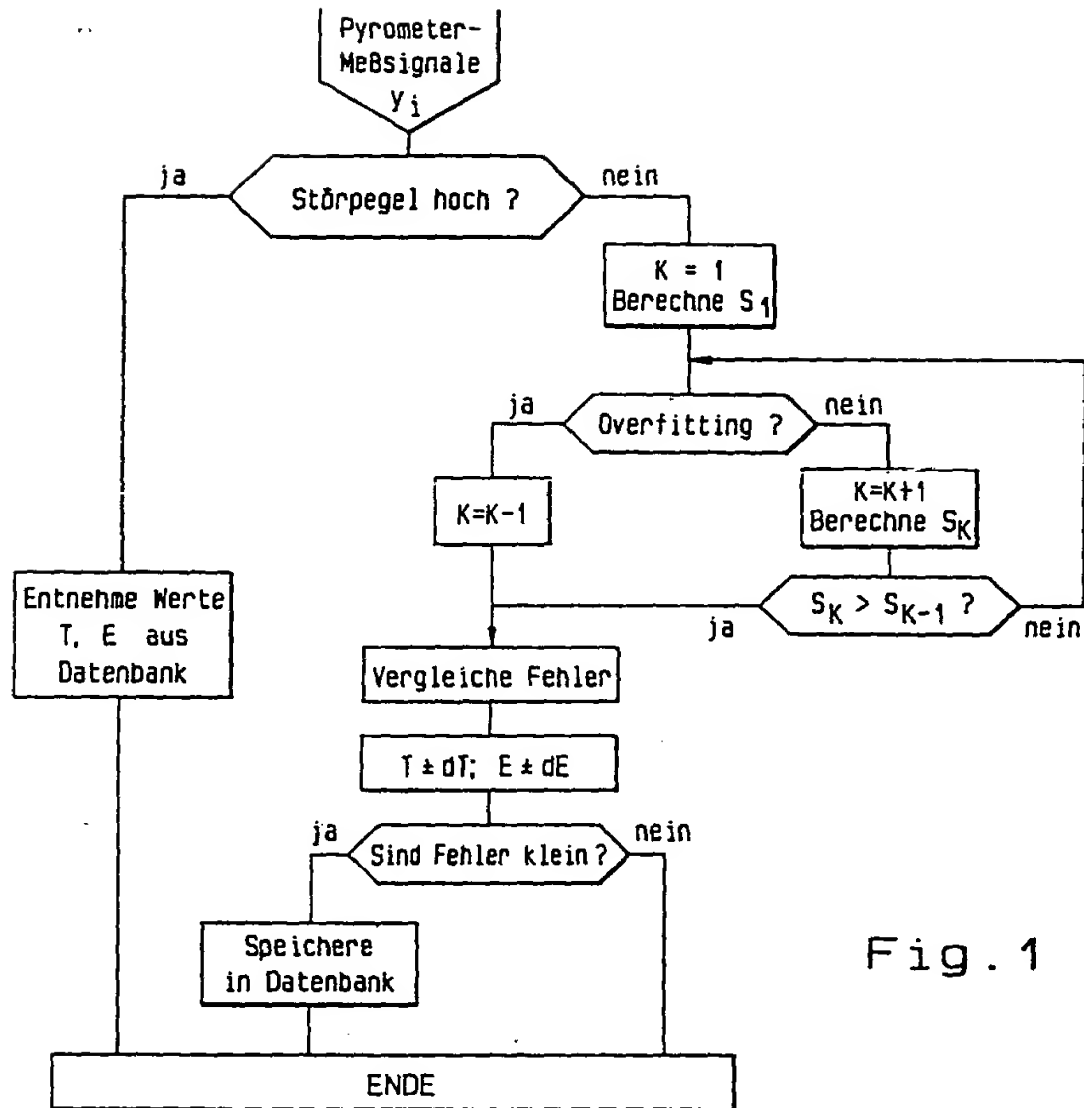 Pyrometer-
Meßsignale
yi
ja
nein
Störpegel hoch ?
K = 1
Berechne S1
ja
nein
Overfitting ?
K=K-1
K=K+1
Berechne SK
Entnehme Werte
T, E aus
Datenbank
SK > SK-1 ?
ja
nein
Vergleiche Fehler
T ± dT; E ± dE
ja
nein
Sind Fehler klein ?
Speichere
in Datenbank
Fig. 1
ENDE